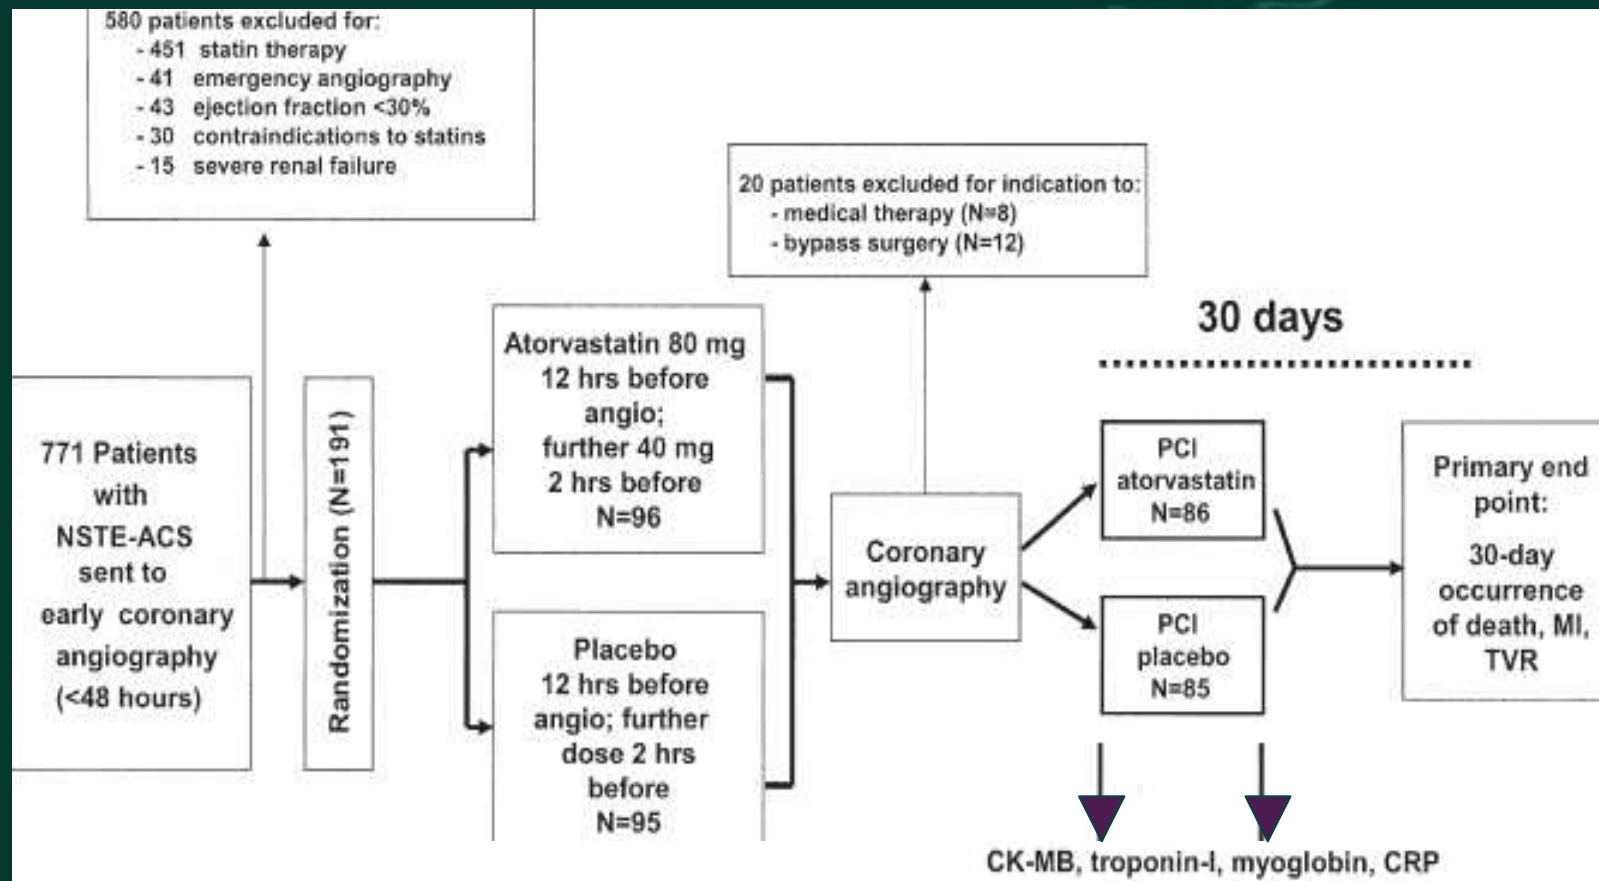 580 patients excluded for:
- 451 statin therapy
- 41 emergency angiography
- 43 ejection fraction <30%
- 30 contraindications to statins
- 15 severe renal failure
771 Patients
with
NSTE-ACS
sent to
early coronary
angiography
(<48 hours)
Randomization (N=191)
Atorvastatin 80 mg
12 hrs before
angio;
further 40 mg
2 hrs before
N=96
Placebo
12 hrs before
angio; further
dose 2 hrs
before
N=95
20 patients excluded for indication to:
- medical therapy (N=8)
- bypass surgery (N=12)
Coronary
angiography
30 days
PCI
atorvastatin
N=86
PCI
placebo
N=85
Primary end
point:
30-day
occurrence
of death, MI,
TVR
CK-MB, troponin-I, myoglobin, CRP